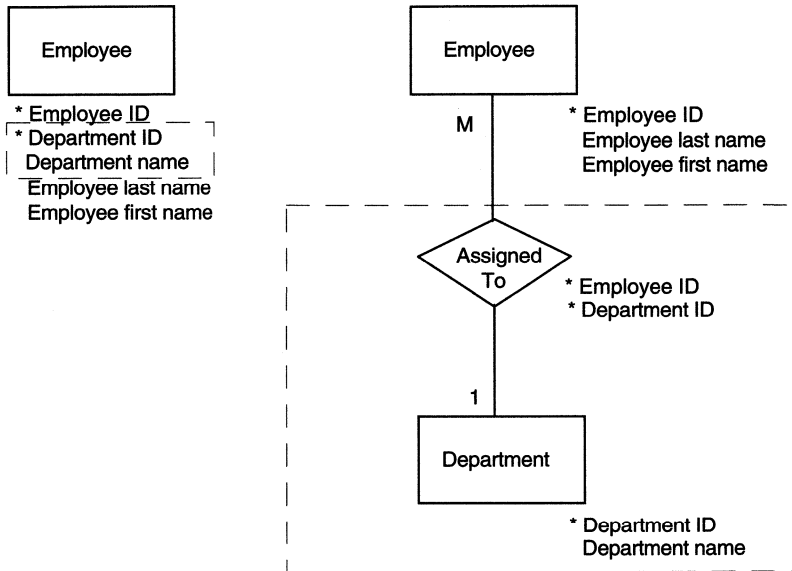 Employee
* Employee ID
* Department ID
Department name
Employee last name
Employee first name
Employee
M
* Employee ID
Employee last name
Employee first name
Assigned
To
* Employee ID
* Department ID
1
Department
* Department ID
Department name